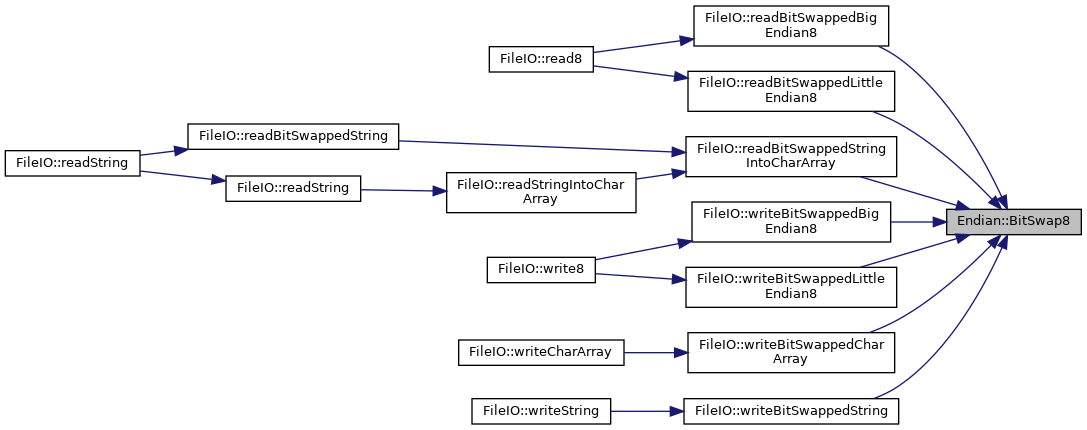 FileIO::readBitSwappedBig
Endian8
FileIO::read8
FileIO::readBitSwappedLittle
Endian8
FileIO::readBitSwappedString
FileIO::readString
FileIO::readBitSwappedString
IntoCharArray
FileIO::readString
FileIO::readStringIntoChar
Array
FileIO::writeBitSwappedBig
Endian8
Endian::BitSwap8
FileIO::write8
FileIO::writeBitSwappedLittle
Endian8
FileIO::writeCharArray
FileIO::writeBitSwappedChar
Array
FileIO::writeString
FileIO::writeBitSwappedString